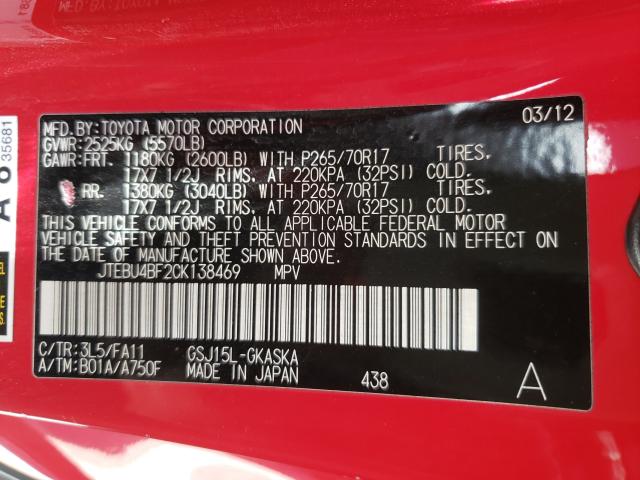 03/12
MFD.BY:TOYOTA MOTOR CORPORATION
GVWR:2525KG (5570LB)
GAWR:FRT. 1180KG (2600LB) WITH P265/70R17 TIRES.
17X7 1/2J RIMS, AT 220KPA (32PSI) COLD.
RR. 1380KG (3040LB) WITH P265/70R17 TIRES.
17X7 1/2J RIMS, AT 220KPA (32PSI) COLD.
THIS VEHICLE CONFORMS TO ALL APPLICABLE FEDERAL MOTOR
VEHICLE SAFETY AND THEFT PREVENTION STANDARDS IN EFFECT ON
THE DATE OF MANUFACTURE SHOWN ABOVE.
JTEBU4BF2CK138469 MPV
C/TR:3L5/FA11 GSJ15L-GKASKA
A/TM:B01A/A750F MADE IN JAPAN 438 A
35681